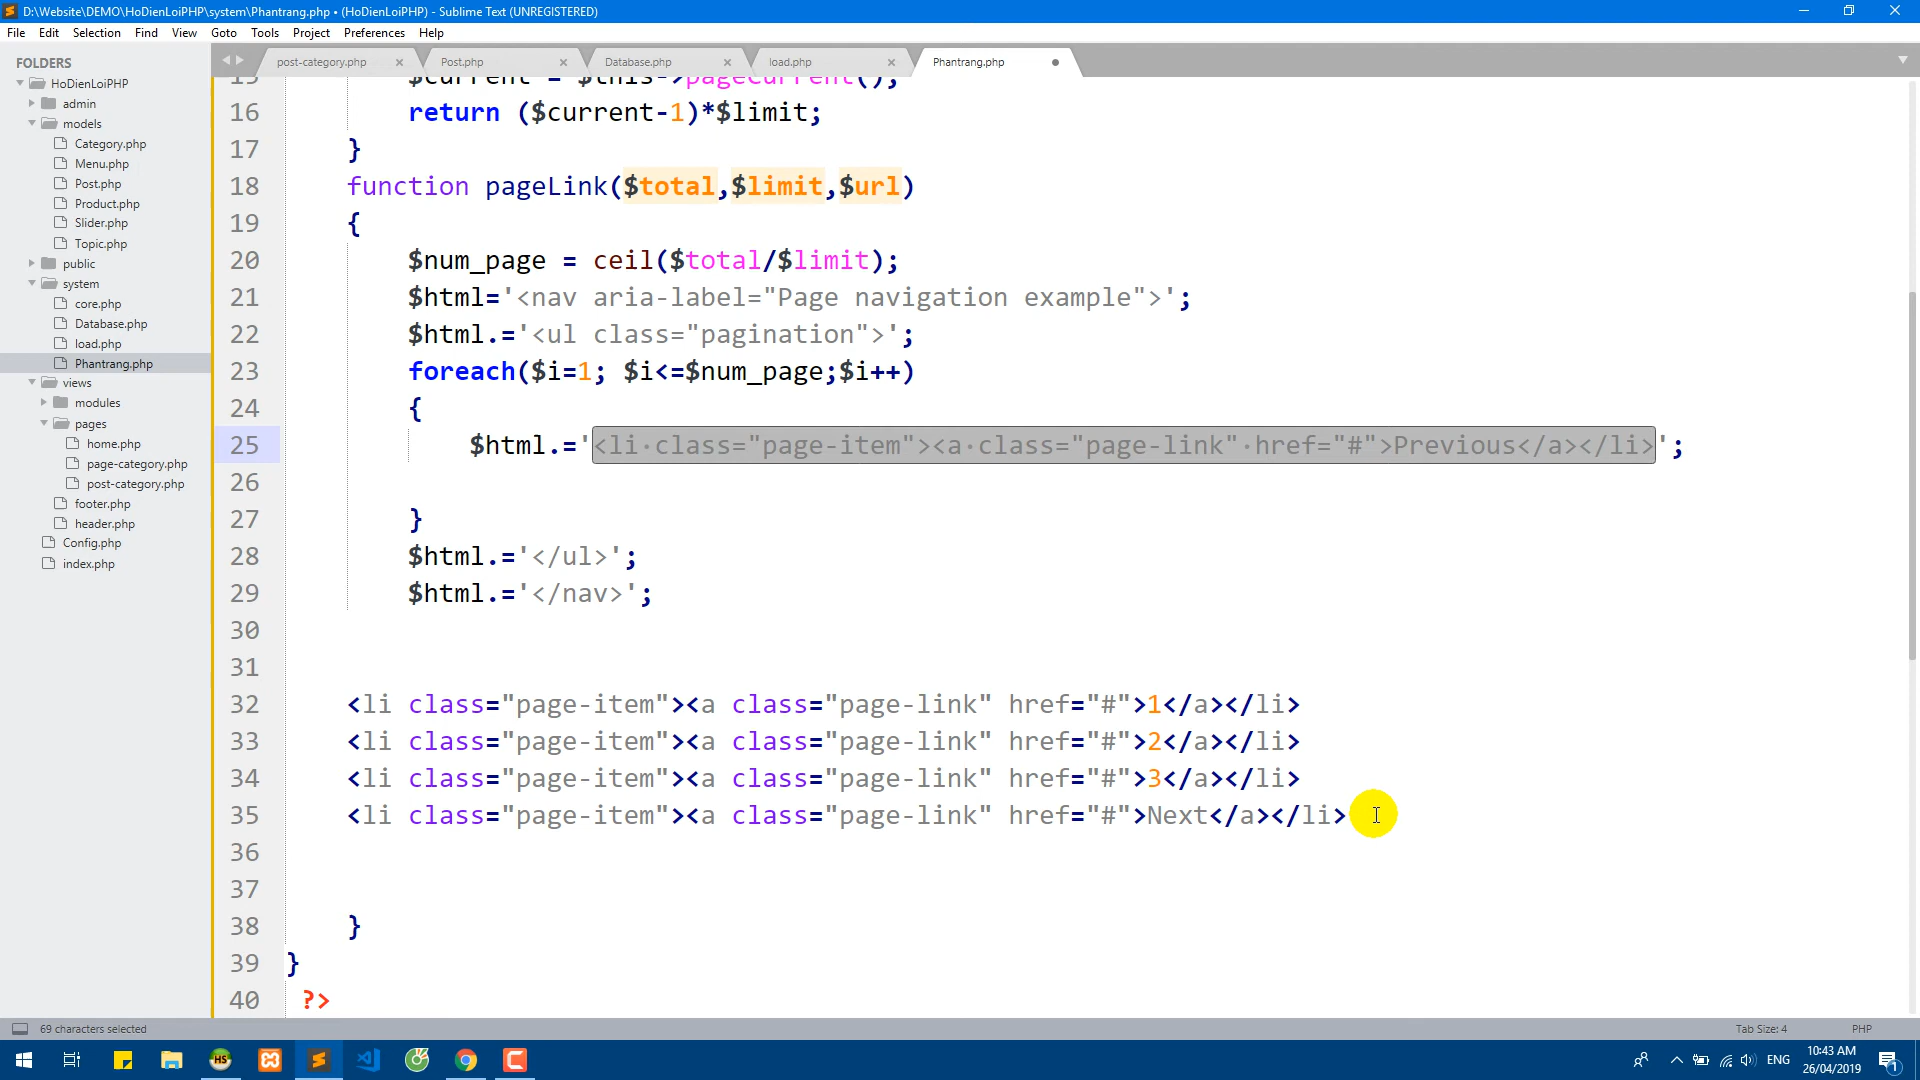 D:\Website\DEMO\HoDienLoiPHP\system\Phantrang.php • (HoDienLoiPHP) - Sublime Text (UNREGISTERED)
File Edit Selection Find View Goto Tools Project Preferences Help
FOLDERS
HoDienLoiPHP
admin
models
Category.php
Menu.php
Post.php
Product.php
Slider.php
Topic.php
public
system
core.php
Database.php
load.php
Phantrang.php
views
modules
pages
home.php
page-category.php
post-category.php
footer.php
header.php
Config.php
index.php
post-category.php Post.php Database.php load.php Phantrang.php
15 $current = $this->pageCurrent();
16 return ($current-1)*$limit;
17 }
18 function pageLink($total,$limit,$url)
19 {
20 $num_page = ceil($total/$limit);
21 $html='<nav aria-label="Page navigation example">';
22 $html.='<ul class="pagination">';
23 foreach($i=1; $i<=$num_page;$i++)
24 {
25 $html.='<li class="page-item"><a class="page-link" href="#">Previous</a></li>';
26
27 }
28 $html.='</ul>';
29 $html.='</nav>';
30
31
32 <li class="page-item"><a class="page-link" href="#">1</a></li>
33 <li class="page-item"><a class="page-link" href="#">2</a></li>
34 <li class="page-item"><a class="page-link" href="#">3</a></li>
35 <li class="page-item"><a class="page-link" href="#">Next</a></li>
36
37
38 }
39 }
40 ?>
69 characters selected Tab Size: 4 PHP
HS ENG 10:43 AM
26/04/2019 1